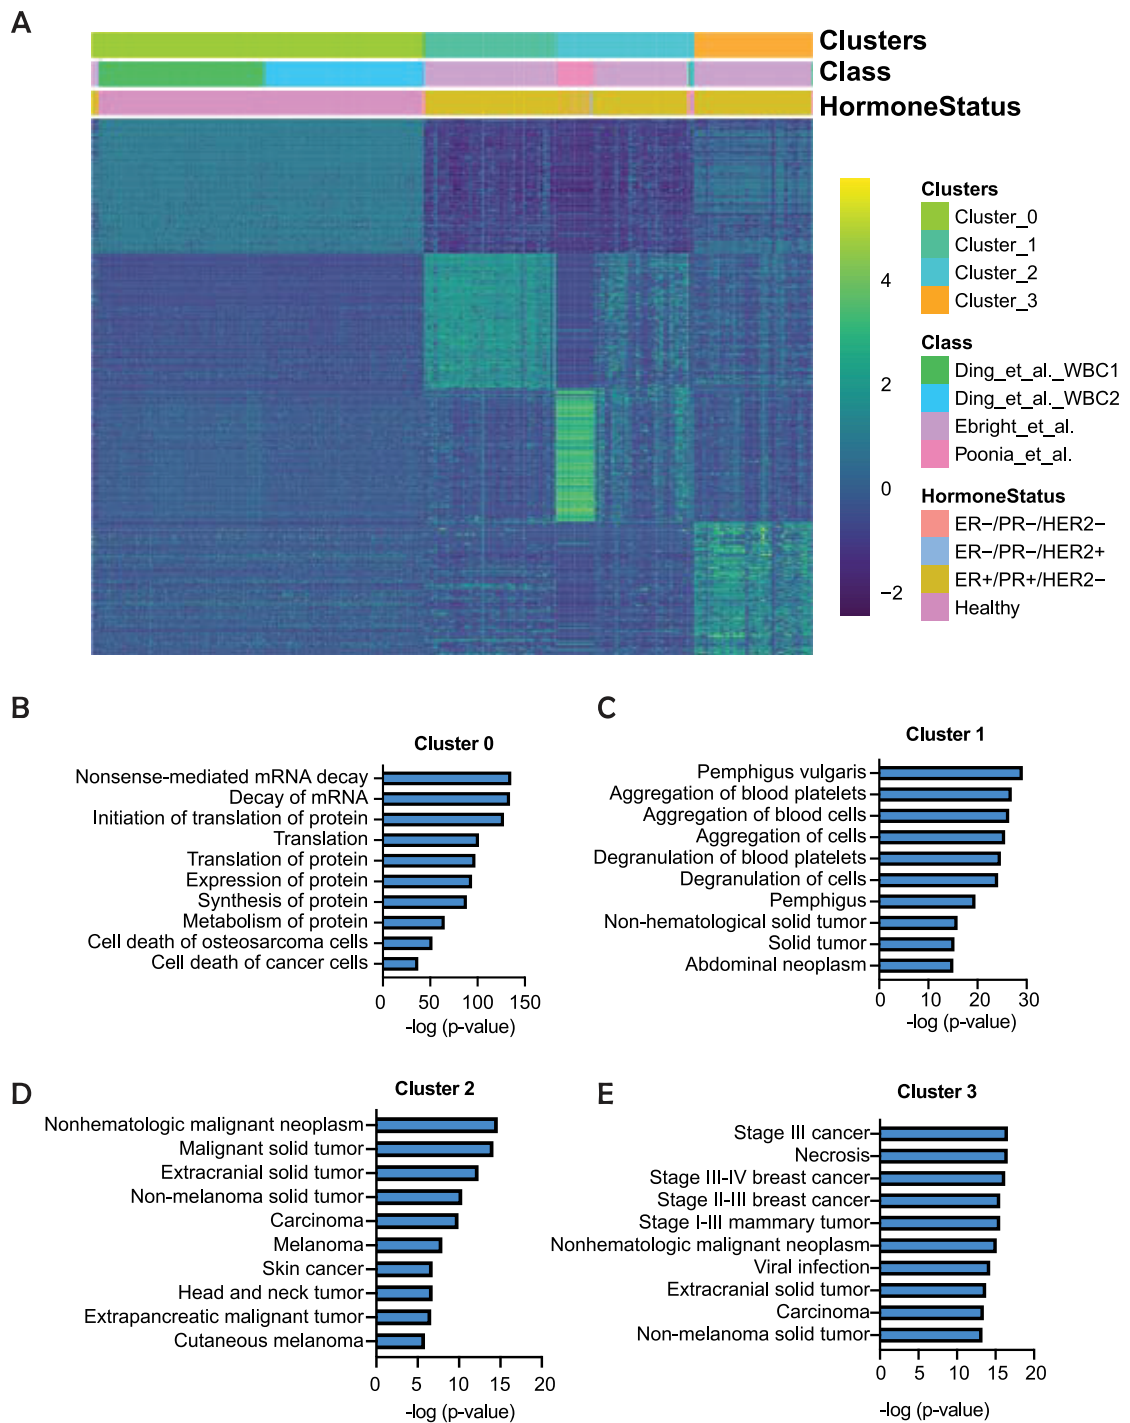 A
Clusters
Class
HormoneStatus
4
2
0
−2
Clusters
Cluster_0
Cluster_1
Cluster_2
Cluster_3
Class
Ding_et_al._WBC1
Ding_et_al._WBC2
Ebright_et_al.
Poonia_et_al.
HormoneStatus
ER−/PR−/HER2−
ER−/PR−/HER2+
ER+/PR+/HER2−
Healthy
B
Cluster 0
Nonsense-mediated mRNA decay
Decay of mRNA
Initiation of translation of protein
Translation
Translation of protein
Expression of protein
Synthesis of protein
Metabolism of protein
Cell death of osteosarcoma cells
Cell death of cancer cells
0 50 100 150
-log (p-value)
C
Cluster 1
Pemphigus vulgaris
Aggregation of blood platelets
Aggregation of blood cells
Aggregation of cells
Degranulation of blood platelets
Degranulation of cells
Pemphigus
Non-hematological solid tumor
Solid tumor
Abdominal neoplasm
0 10 20 30
-log (p-value)
D
Cluster 2
Nonhematologic malignant neoplasm
Malignant solid tumor
Extracranial solid tumor
Non-melanoma solid tumor
Carcinoma
Melanoma
Skin cancer
Head and neck tumor
Extrapancreatic malignant tumor
Cutaneous melanoma
0 5 10 15 20
-log (p-value)
E
Cluster 3
Stage III cancer
Necrosis
Stage III-IV breast cancer
Stage II-III breast cancer
Stage I-III mammary tumor
Nonhematologic malignant neoplasm
Viral infection
Extracranial solid tumor
Carcinoma
Non-melanoma solid tumor
0 5 10 15 20
-log (p-value)